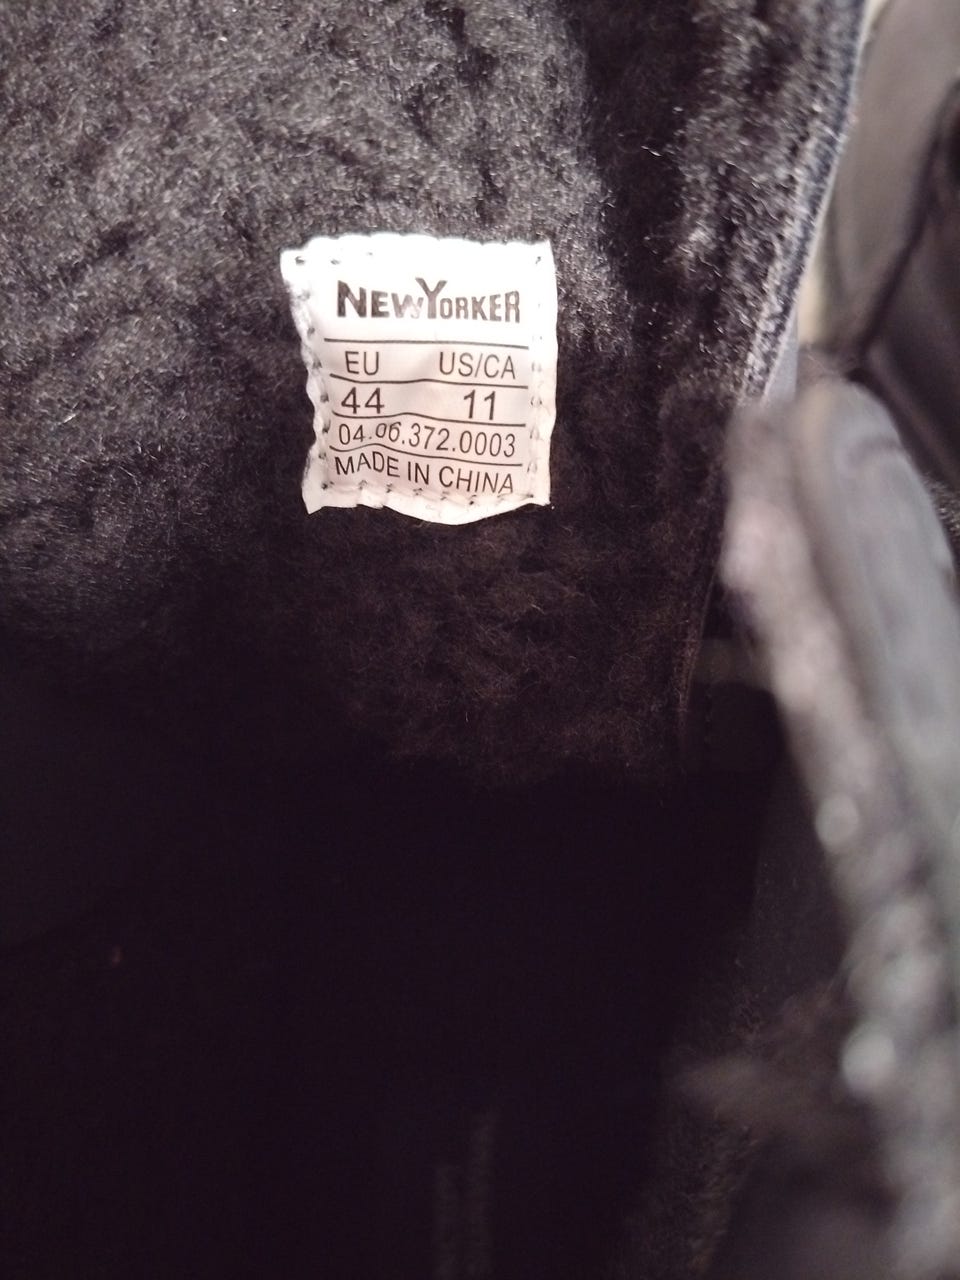 NEWYORKER
EU US/CA
44 11
04.06.372.0003
MADE IN CHINA